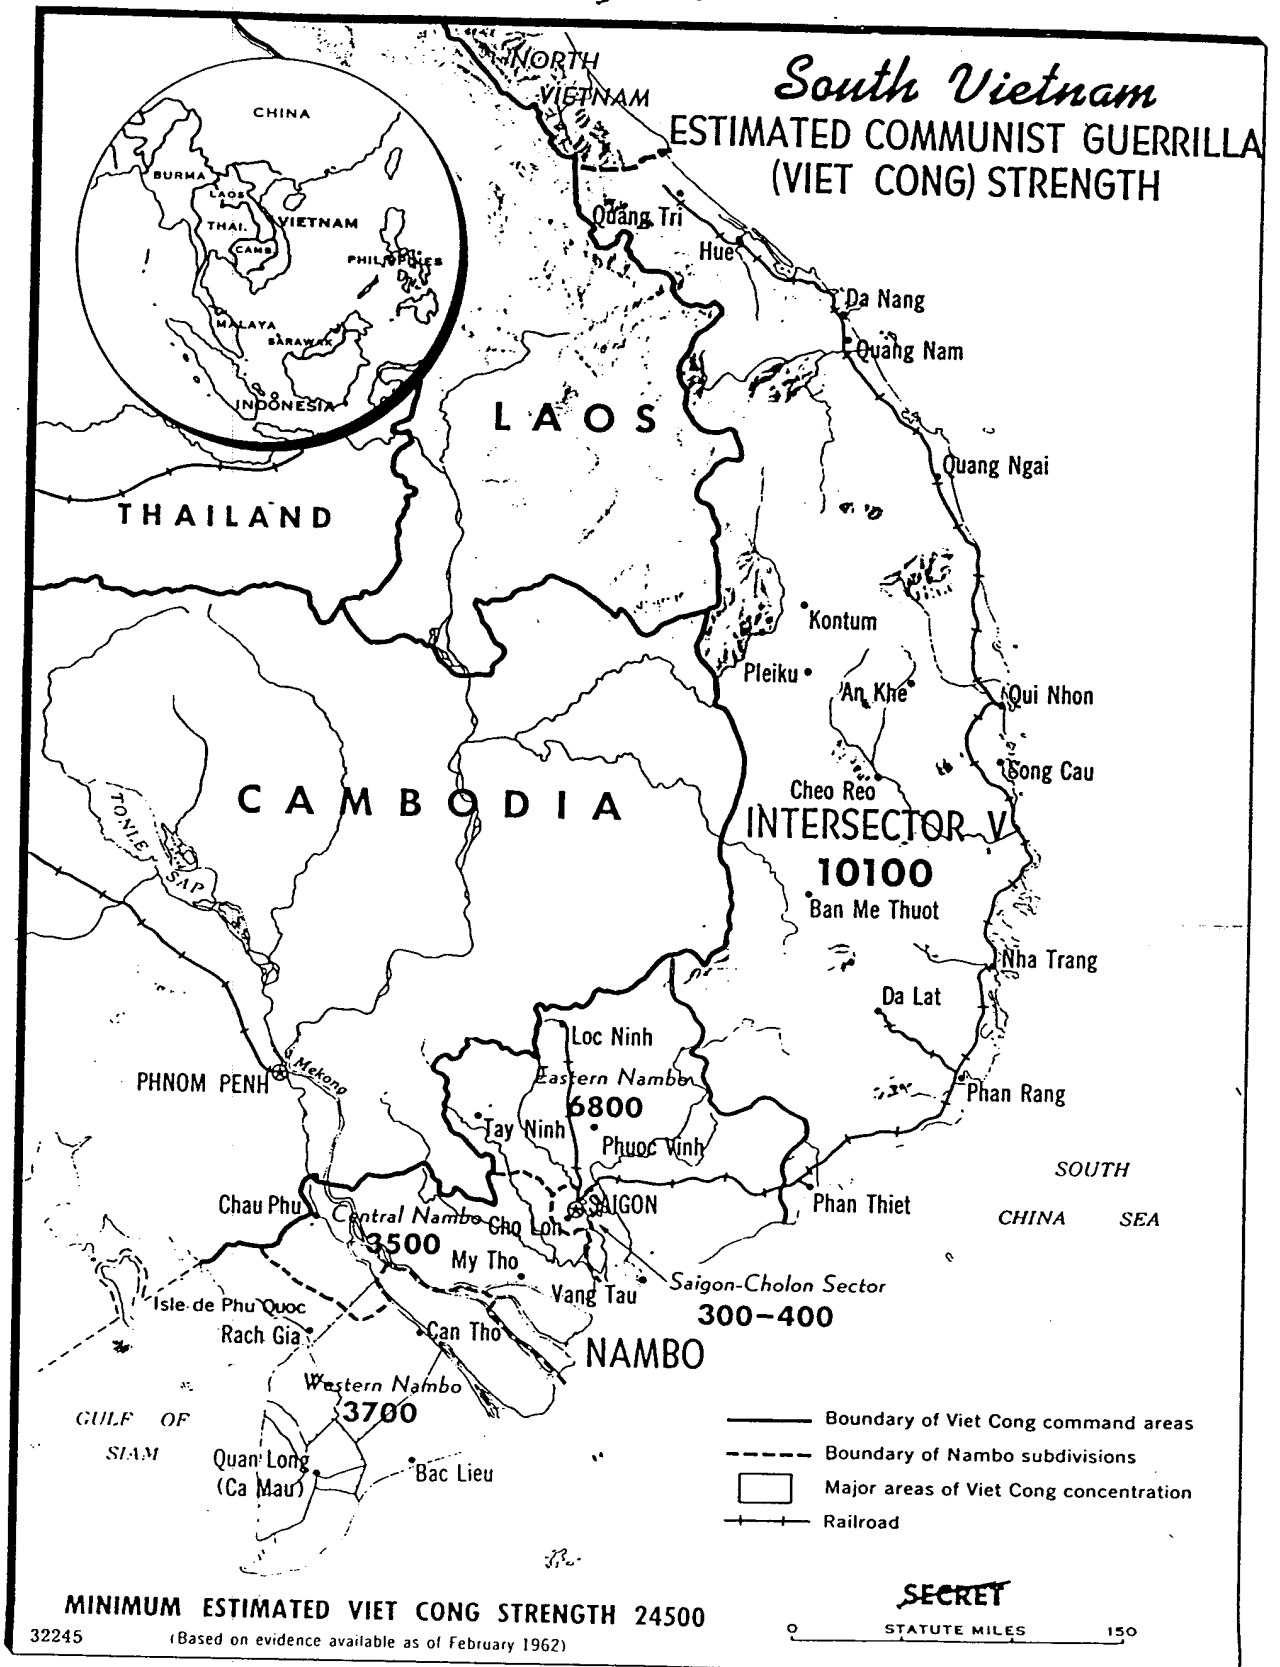 South Vietnam
ESTIMATED COMMUNIST GUERRILLA
(VIET CONG) STRENGTH
NORTH
VIETNAM
CHINA
BURMA
LAOS
THAI.
VIETNAM
CAMB
PHILIPPINES
MALAYA
SARAWAK
INDONESIA
Quang Tri
Hue
Da Nang
Quang Nam
LAOS
Quang Ngai
THAILAND
Kontum
Pleiku
An Khe
Qui Nhon
Song Cau
Cheo Reo
CAMBODIA
TONLE
SAP
INTERSECTOR V
10100
Ban Me Thuot
Nha Trang
Da Lat
Loc Ninh
PHNOM PENH
Mekong
Eastern Nambo
6800
Phan Rang
Tay Ninh
Phuoc Vinh
SOUTH
CHINA SEA
Chau Phu
Central Nambo
3500
Cho Lon
SAIGON
Phan Thiet
My Tho
Vang Tau
Saigon-Cholon Sector
300-400
Isle de Phu Quoc
Rach Gia
Can Tho
NAMBO
Western Nambo
3700
GULF OF
SIAM
Quan Long
(Ca Mau)
Bac Lieu
Boundary of Viet Cong command areas
Boundary of Nambo subdivisions
Major areas of Viet Cong concentration
Railroad
MINIMUM ESTIMATED VIET CONG STRENGTH 24500
32245
(Based on evidence available as of February 1962)
SECRET
0 STATUTE MILES 150